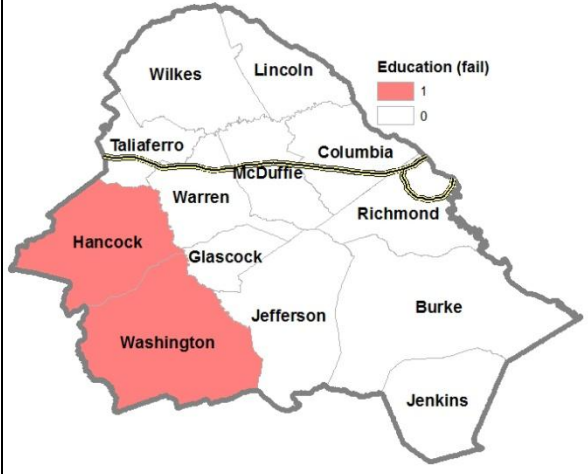 Wilkes
Lincoln
Education (fail)
1
0
Taliaferro
Columbia
McDuffie
Warren
Richmond
Hancock
Glascock
Burke
Jefferson
Washington
Jenkins